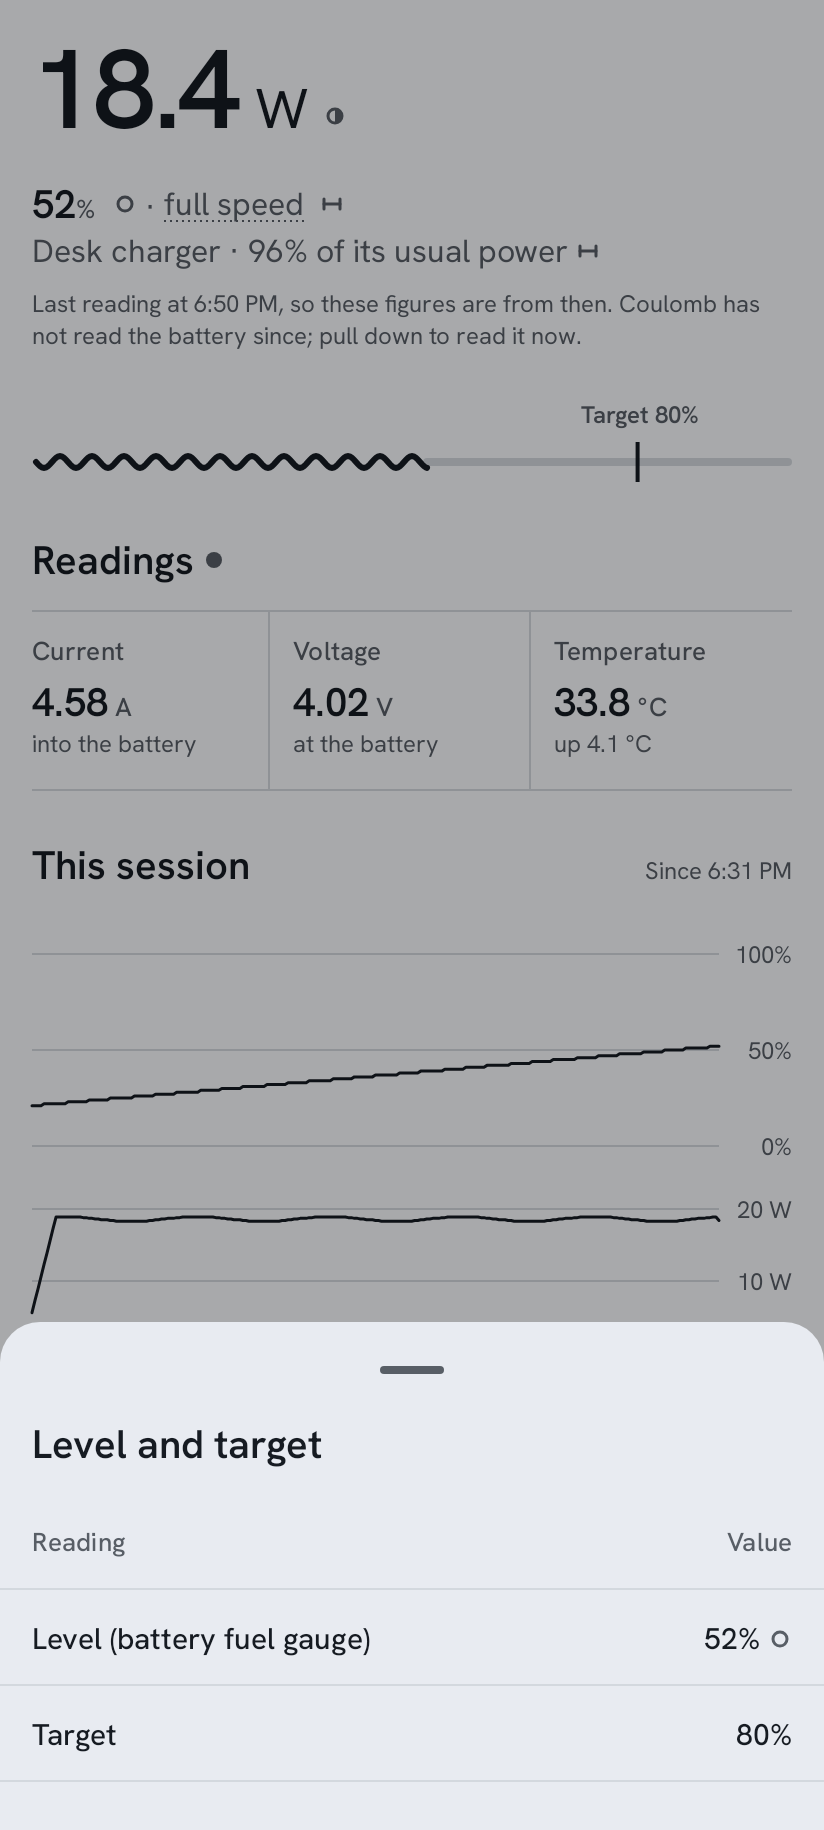 18.4 W
52% · full speed
Desk charger · 96% of its usual power
Last reading at 6:50 PM, so these figures are from then. Coulomb has
not read the battery since; pull down to read it now.
Target 80%
Readings
Current
4.58 A
into the battery
Voltage
4.02 V
at the battery
Temperature
33.8 °C
up 4.1 °C
This session
Since 6:31 PM
100%
50%
0%
20 W
10 W
Level and target
Reading Value
Level (battery fuel gauge) 52%
Target 80%